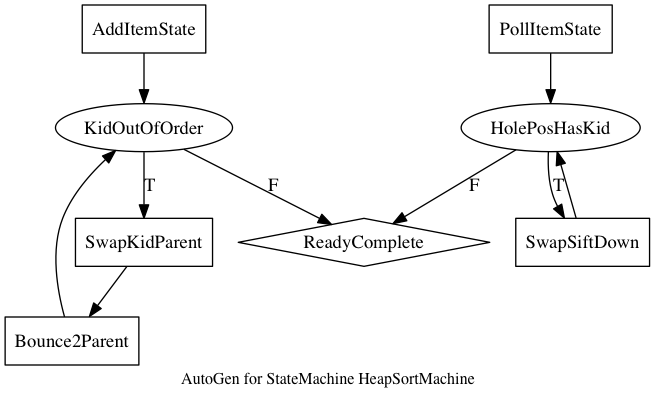 AddItemState
PollItemState
KidOutOfOrder
HolePosHasKid
T
F
F
T
SwapKidParent
ReadyComplete
SwapSiftDown
Bounce2Parent
AutoGen for StateMachine HeapSortMachine